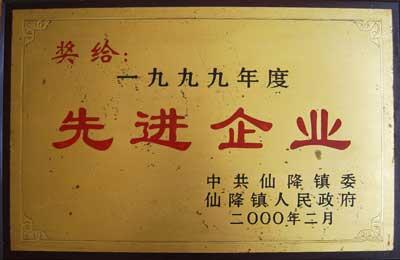 奖给:
一九九九年度
先进企业
中共仙降镇委
仙降镇人民政府
二000年二月